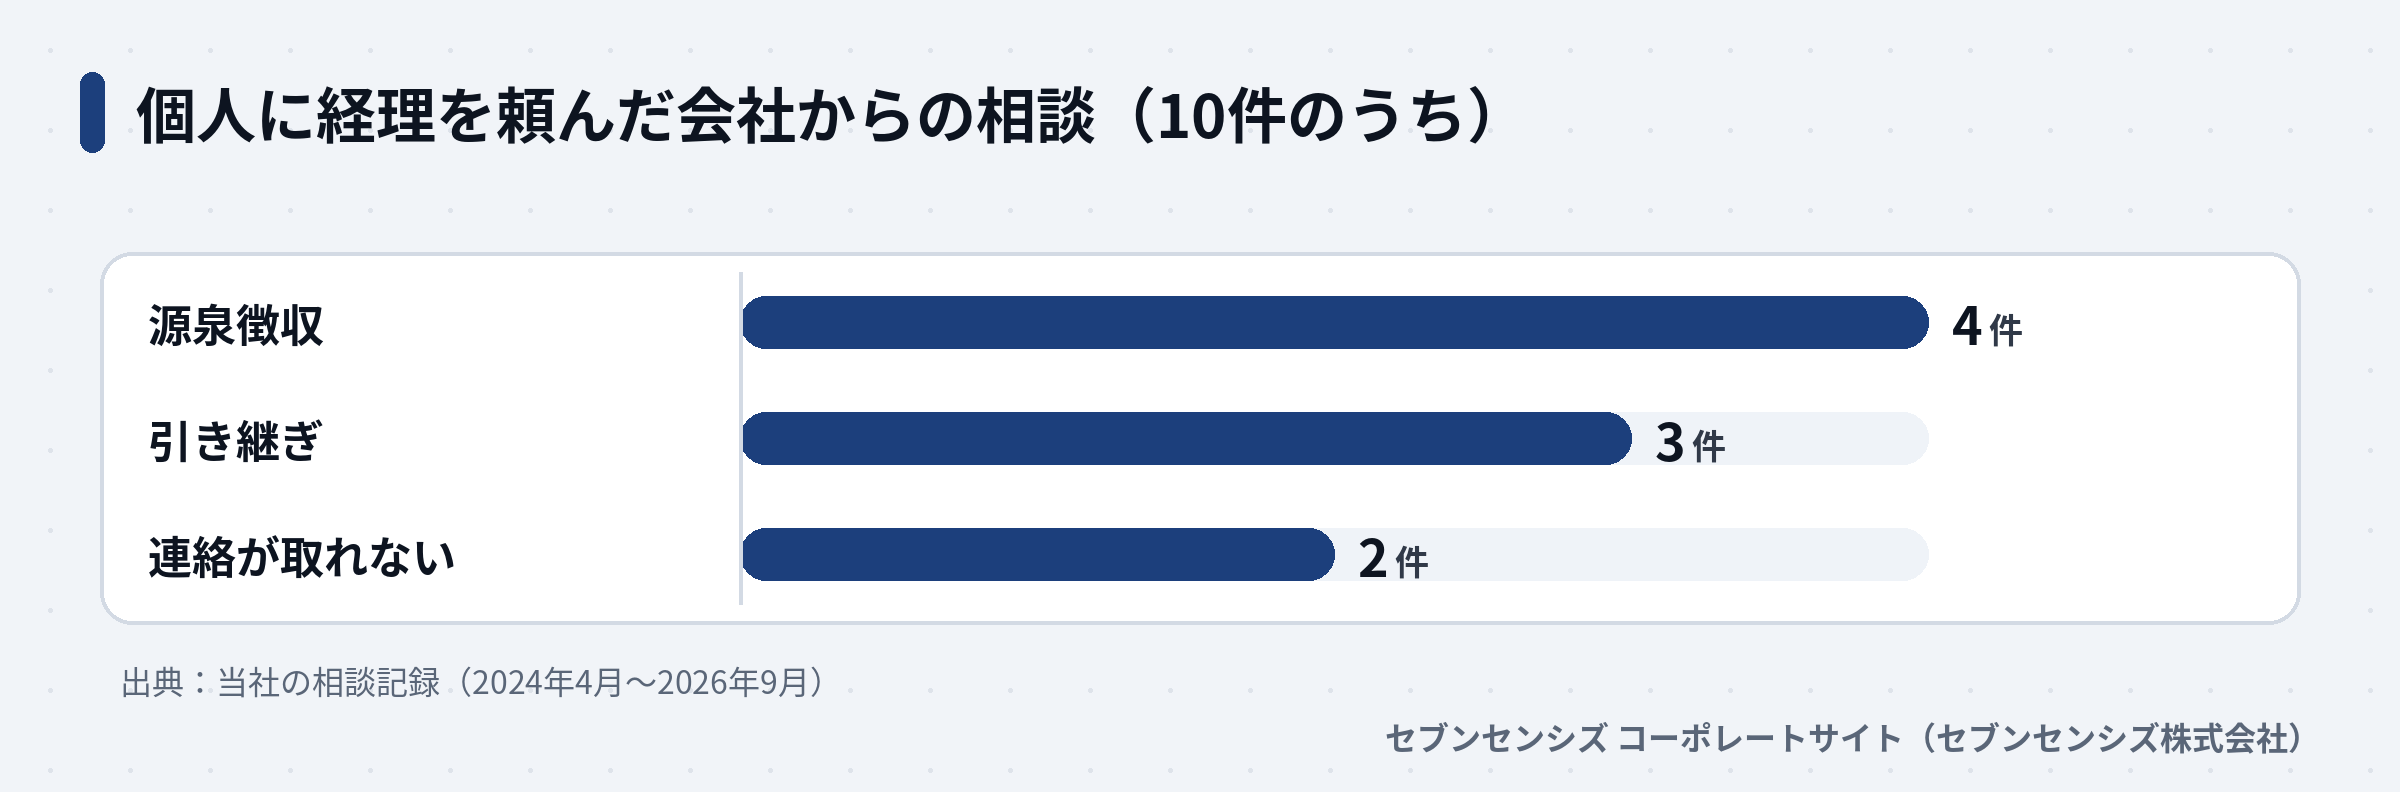 個人に経理を頼んだ会社からの相談（10件のうち）
源泉徴収 4件
引き継ぎ 3件
連絡が取れない 2件
出典：当社の相談記録（2024年4月〜2026年9月）
セブンセンシズ コーポレートサイト（セブンセンシズ株式会社）